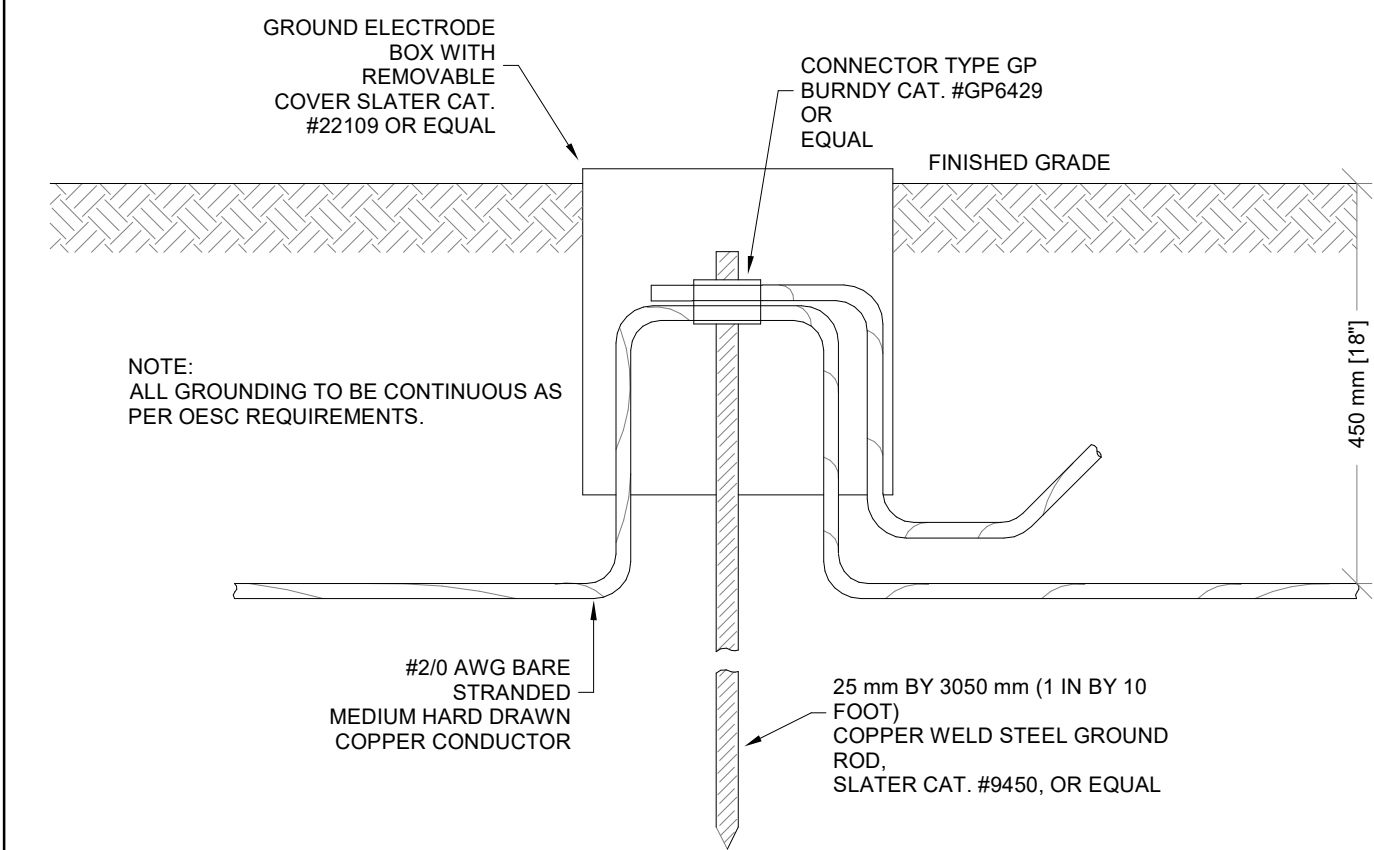 GROUND ELECTRODE
BOX WITH
REMOVABLE
COVER SLATER CAT.
#22109 OR EQUAL
CONNECTOR TYPE GP
BURNDY CAT. #GP6429
OR
EQUAL
FINISHED GRADE
450 mm [18"]
NOTE:
ALL GROUNDING TO BE CONTINUOUS AS
PER OESC REQUIREMENTS.
#2/0 AWG BARE
STRANDED
MEDIUM HARD DRAWN
COPPER CONDUCTOR
25 mm BY 3050 mm (1 IN BY 10
FOOT)
COPPER WELD STEEL GROUND
ROD,
SLATER CAT. #9450, OR EQUAL